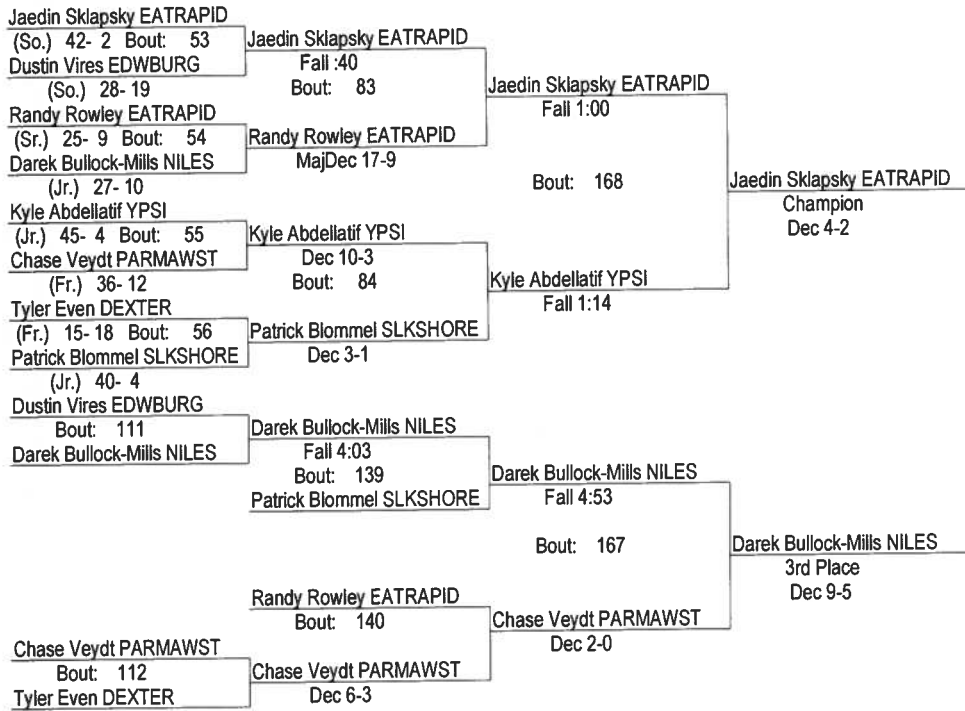 Jaedin Sklapsky EATRAPID
(So.) 42- 2 Bout: 53
Dustin Vires EDWBURG
(So.) 28- 19
Randy Rowley EATRAPID
(Sr.) 25- 9 Bout: 54
Darek Bullock-Mills NILES
(Jr.) 27- 10
Kyle Abdellatif YPSI
(Jr.) 45- 4 Bout: 55
Chase Veydt PARMAWST
(Fr.) 36- 12
Tyler Even DEXTER
(Fr.) 15- 18 Bout: 56
Patrick Blommel SLKSHORE
(Jr.) 40- 4
Dustin Vires EDWBURG
Bout: 111
Darek Bullock-Mills NILES
Chase Veydt PARMAWST
Bout: 112
Tyler Even DEXTER
Jaedin Sklapsky EATRAPID
Fall :40
Bout: 83
Randy Rowley EATRAPID
MajDec 17-9
Kyle Abdellatif YPSI
Dec 10-3
Bout: 84
Patrick Blommel SLKSHORE
Dec 3-1
Darek Bullock-Mills NILES
Fall 4:03
Bout: 139
Patrick Blommel SLKSHORE
Randy Rowley EATRAPID
Bout: 140
Chase Veydt PARMAWST
Dec 6-3
Jaedin Sklapsky EATRAPID
Fall 1:00
Bout: 168
Kyle Abdellatif YPSI
Fall 1:14
Darek Bullock-Mills NILES
Fall 4:53
Bout: 167
Chase Veydt PARMAWST
Dec 2-0
Jaedin Sklapsky EATRAPID
Champion
Dec 4-2
Darek Bullock-Mills NILES
3rd Place
Dec 9-5